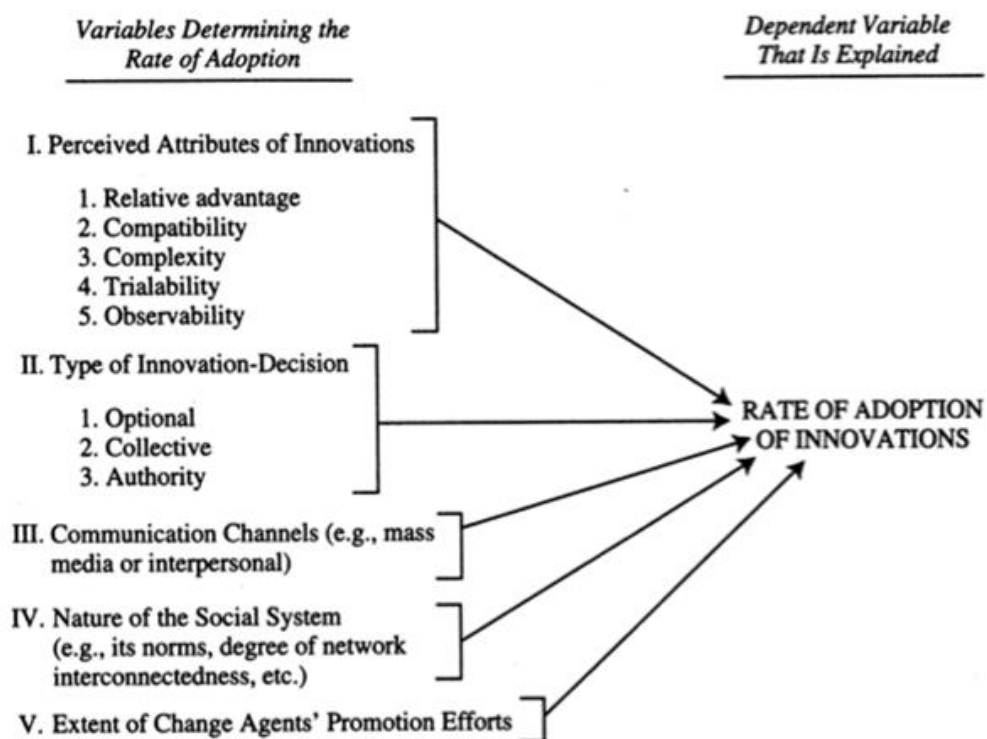 Variables Determining the
Rate of Adoption
Dependent Variable
That Is Explained
I. Perceived Attributes of Innovations
1. Relative advantage
2. Compatibility
3. Complexity
4. Trialability
5. Observability
II. Type of Innovation-Decision
1. Optional
2. Collective
3. Authority
III. Communication Channels (e.g., mass
media or interpersonal)
IV. Nature of the Social System
(e.g., its norms, degree of network
interconnectedness, etc.)
V. Extent of Change Agents' Promotion Efforts
RATE OF ADOPTION
OF INNOVATIONS